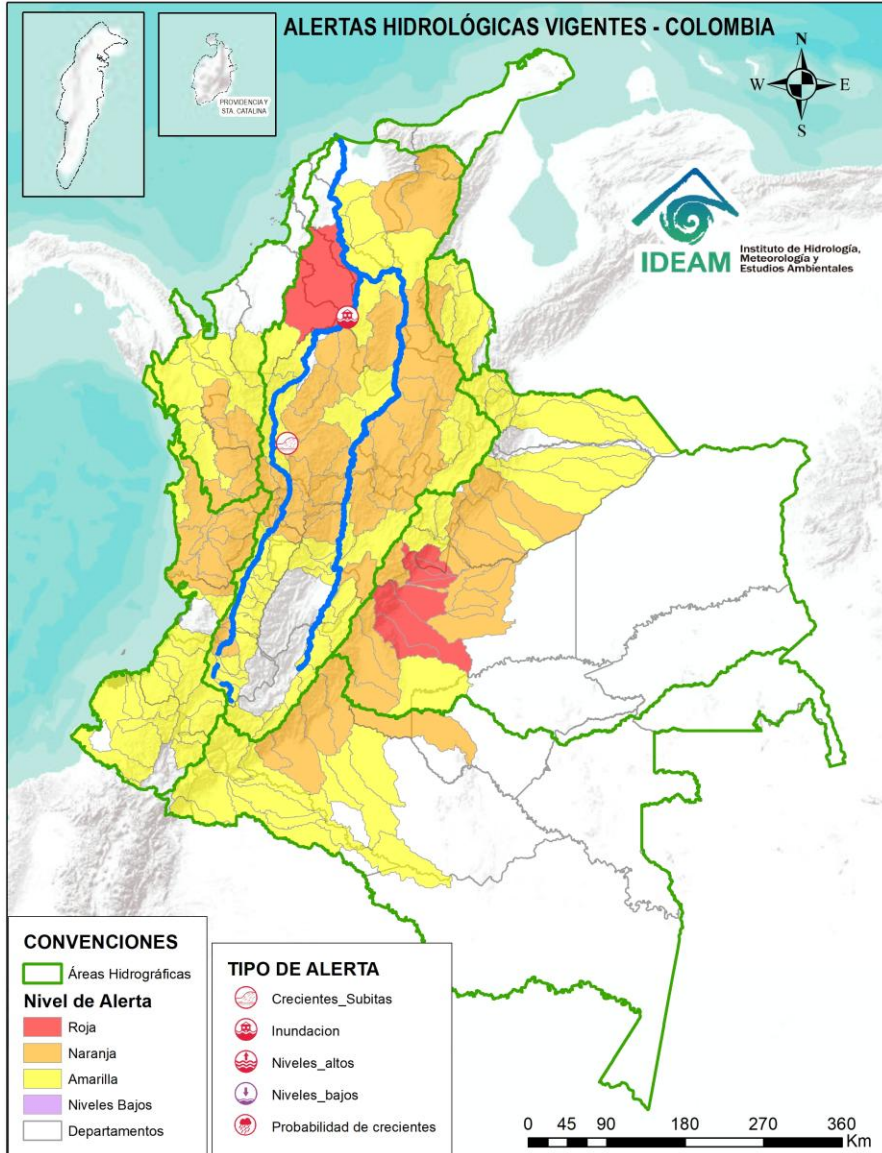 ALERTAS HIDROLÓGICAS VIGENTES - COLOMBIA
PROVIDENCIA Y
STA. CATALINA
N
W
E
S
IDEAM
Instituto de Hidrología,
Meteorología y
Estudios Ambientales
CONVENCIONES
Áreas Hidrográficas
Nivel de Alerta
Roja
Naranja
Amarilla
Niveles Bajos
Departamentos
TIPO DE ALERTA
Crecientes_Subitas
Inundacion
Niveles_altos
Niveles_bajos
Probabilidad de crecientes
0 45 90 180 270 360
Km